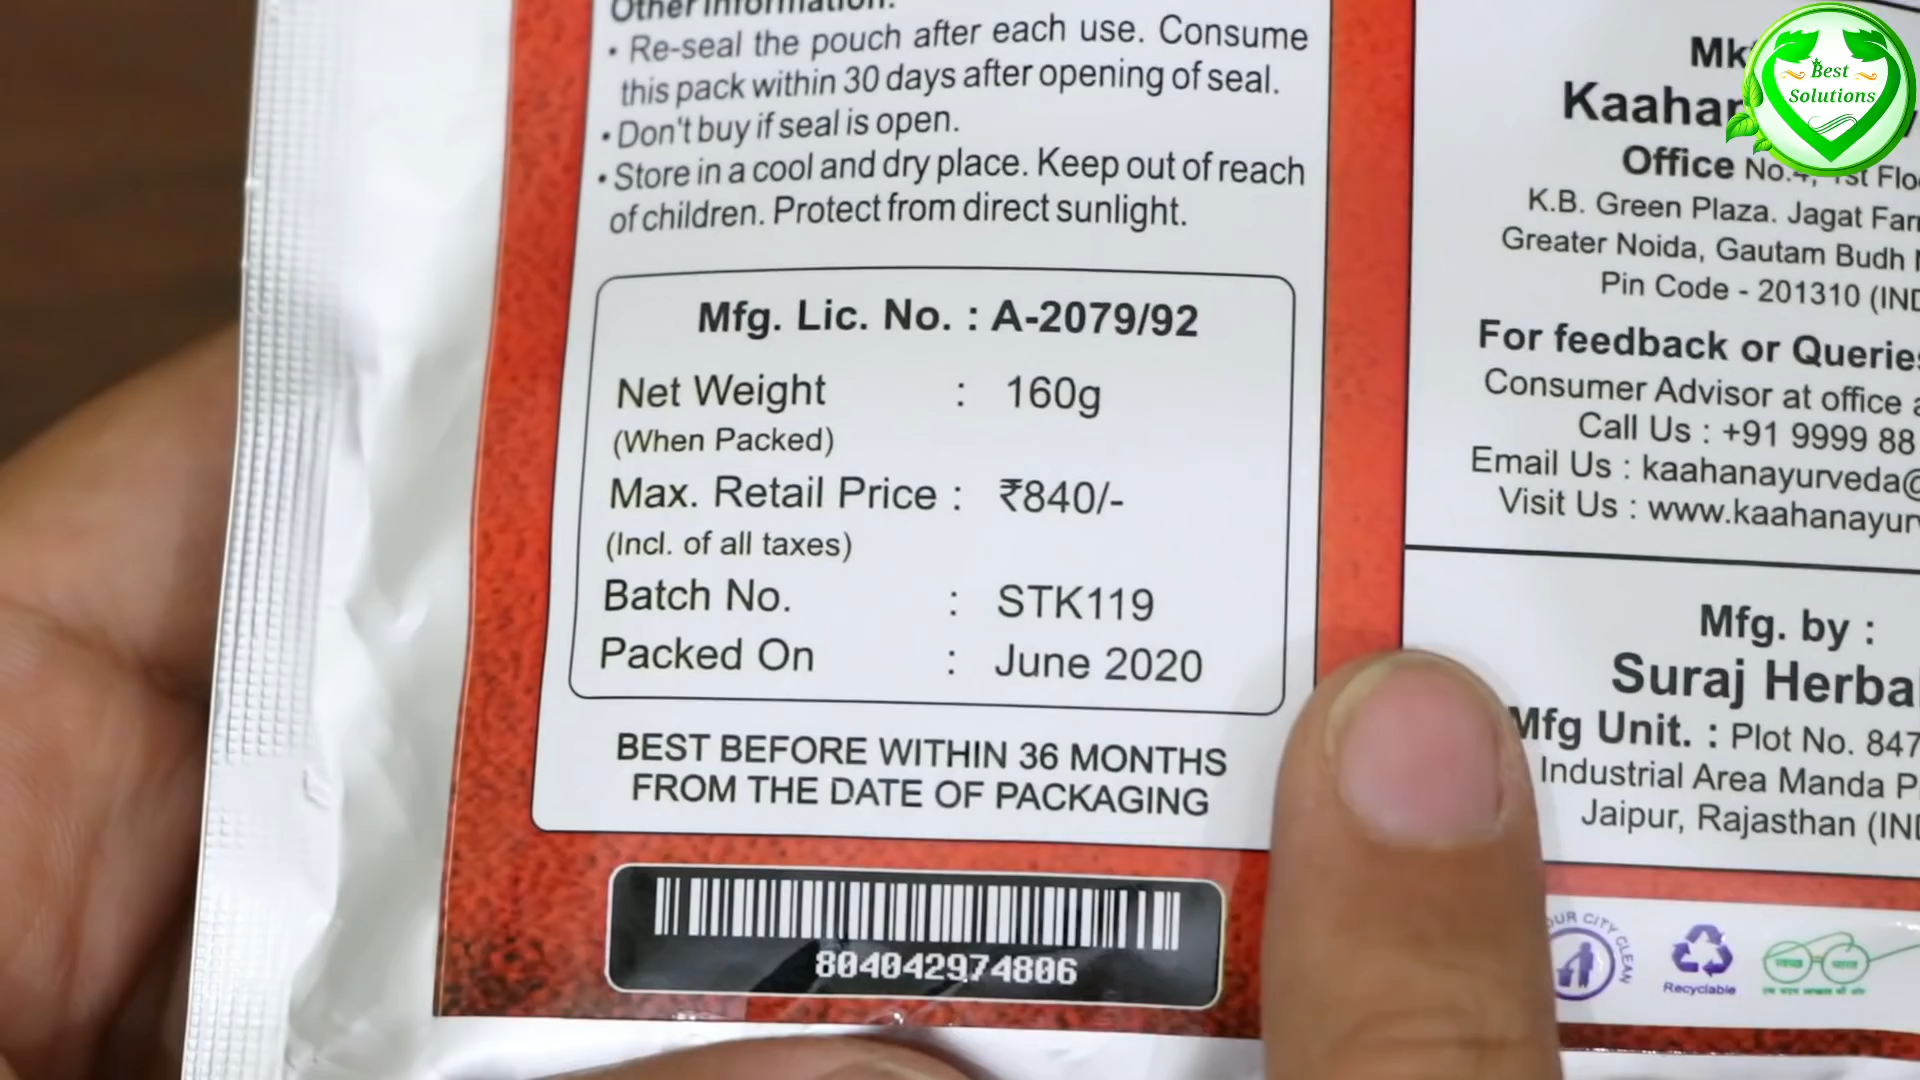 Other Information:
• Re-seal the pouch after each use. Consume
this pack within 30 days after opening of seal.
• Don't buy if seal is open.
• Store in a cool and dry place. Keep out of reach
of children. Protect from direct sunlight.
Mfg. Lic. No. : A-2079/92
Net Weight : 160g
(When Packed)
Max. Retail Price : ₹840/-
(Incl. of all taxes)
Batch No. : STK119
Packed On : June 2020
BEST BEFORE WITHIN 36 MONTHS
FROM THE DATE OF PACKAGING
804042974806
Best
Solutions
Office No.4, 1st
K.B. Green Plaza. Jagat
Greater Noida, Gautam Budh
Pin Code - 201310
For feedback or
Consumer Advisor at office
Call Us : +91 9999 88
Email Us : kaahanayurveda@
Visit Us :
Mfg. by :
Suraj
Mfg Unit. : Plot No. 847
Industrial Area Manda
Jaipur, Rajasthan
CITY CLEAN
Recyclable